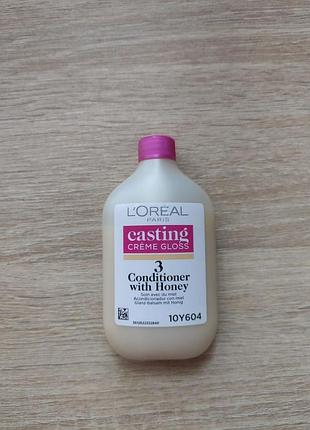 L'ORÉAL
PARIS
casting
CRÈME GLOSS
3
Conditioner
with Honey
Soin avec du miel
Acondicionador con miel
Glanz-Balsam mit Honig
10Y604